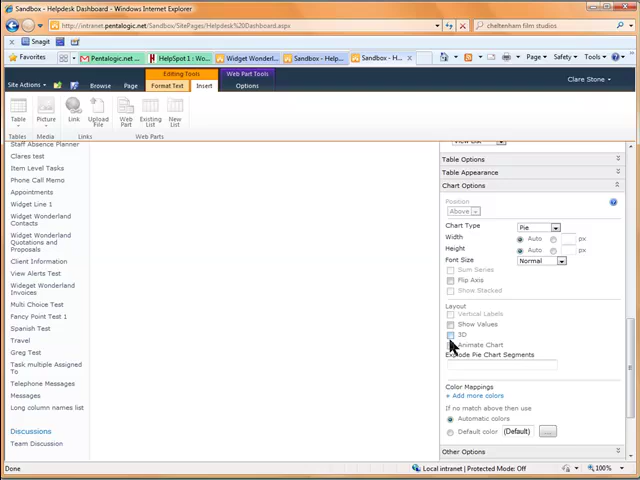 Sandbox - Helpdesk Dashboard - Windows Internet Explorer
http://intranet.pentalogic.net/Sandbox/SitePages/Helpdesk%20Dashboard.aspx
cheltenham film studios
Snagit
Favorites
Pentalogic.net ...
HelpSpot1 : Wo...
Widget Wonderl...
Sandbox - Help...
Sandbox - H...
Page
Safety
Tools
Editing Tools
Web Part Tools
Clare Stone
Site Actions
Browse
Page
Format Text
Insert
Options
Table
Picture
Link
Upload File
Web Part
Existing List
New List
Tables
Media
Links
Web Parts
Staff Absence Planner
Clares test
Item Level Tasks
Phone Call Memo
Appointments
Widget Line 1
Widget Wonderland
Contacts
Widget Wonderland
Quotations and
Proposals
Client Information
View Alerts Test
Widget Wonderland
Invoices
Multi Choice Test
Fancy Point Test 1
Spanish Test
Travel
Greg Test
Task multiple Assigned
To
Telephone Messages
Messages
Long column names list
Discussions
Team Discussion
View List
Table Options
Table Appearance
Chart Options
Position
Above
Chart Type
Pie
Width
Auto
px
Height
Auto
px
Font Size
Normal
Sum Series
Flip Axis
Show Stacked
Layout
Vertical Labels
Show Values
3D
Animate Chart
Explode Pie Chart Segments
Color Mappings
+ Add more colors
If no match above then use
Automatic colors
Default color
(Default)
...
Other Options
Done
Local intranet | Protected Mode: Off
100%